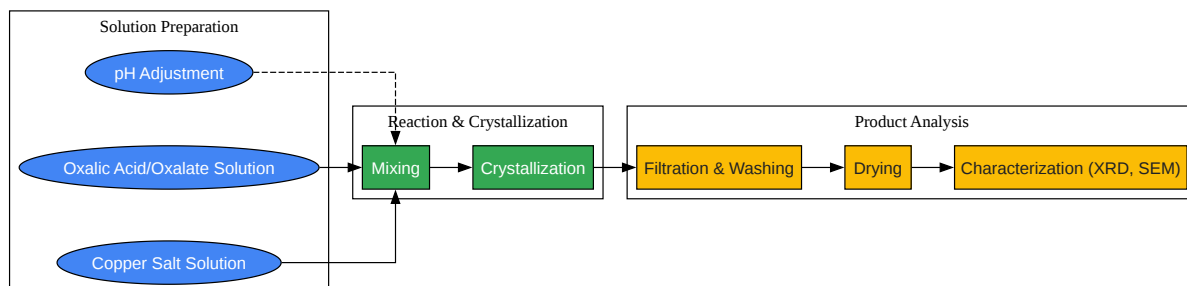 Solution Preparation
pH Adjustment
Oxalic Acid/Oxalate Solution
Copper Salt Solution
Reaction & Crystallization
Mixing
Crystallization
Product Analysis
Filtration & Washing
Drying
Characterization (XRD, SEM)